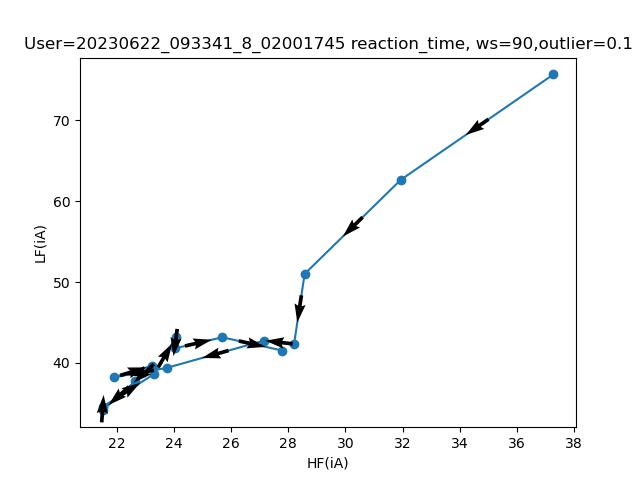 User=20230622_093341_8_02001745 reaction_time, ws=90,outlier=0.1
70
60
50
40
LF(iA)
22 24 26 28 30 32 34 36 38
HF(iA)